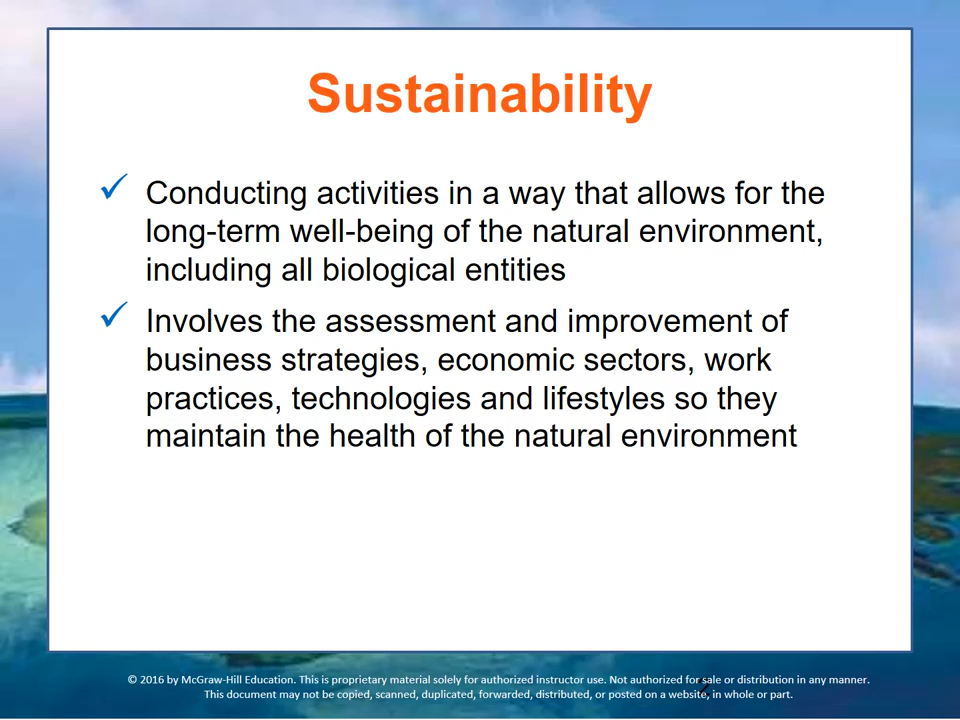 Sustainability
✓ Conducting activities in a way that allows for the
long-term well-being of the natural environment,
including all biological entities
✓ Involves the assessment and improvement of
business strategies, economic sectors, work
practices, technologies and lifestyles so they
maintain the health of the natural environment
© 2016 by McGraw-Hill Education. This is proprietary material solely for authorized instructor use. Not authorized for sale or distribution in any manner.
This document may not be copied, scanned, duplicated, forwarded, distributed, or posted on a website, in whole or part.